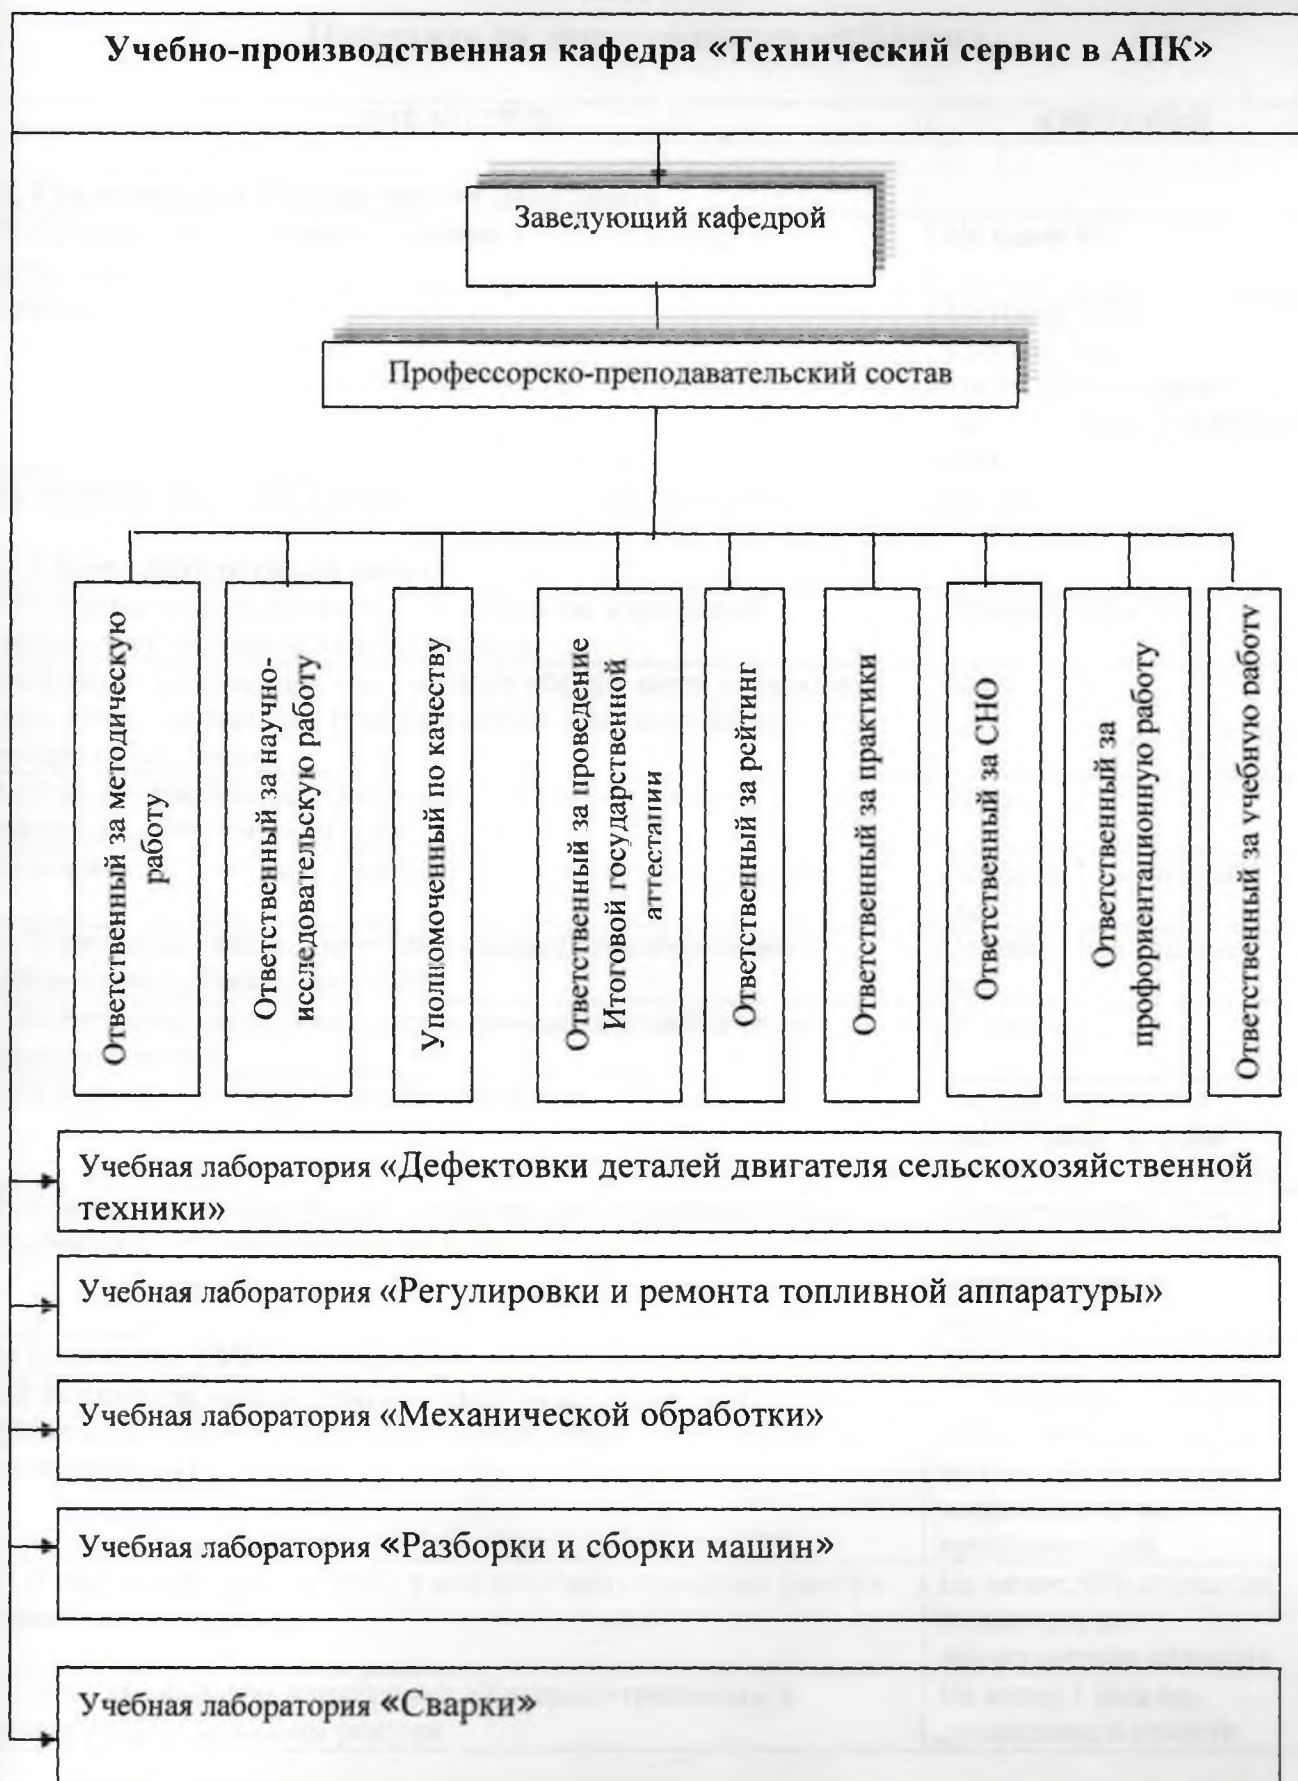 Учебно-производственная кафедра «Технический сервис в АПК»
Заведующий кафедрой
Профессорско-преподавательский состав
Ответственный за методическую
работу
Ответственный за научно-
исследовательскую работу
Уполномоченный по качеству
Ответственный за проведение
Итоговой государственной
аттестации
Ответственный за рейтинг
Ответственный за практики
Ответственный за СНО
Ответственный за
профориентационную работу
Ответственный за учебную работу
Учебная лаборатория «Дефектовки деталей двигателя сельскохозяйственной
техники»
Учебная лаборатория «Регулировки и ремонта топливной аппаратуры»
Учебная лаборатория «Механической обработки»
Учебная лаборатория «Разборки и сборки машин»
Учебная лаборатория «Сварки»